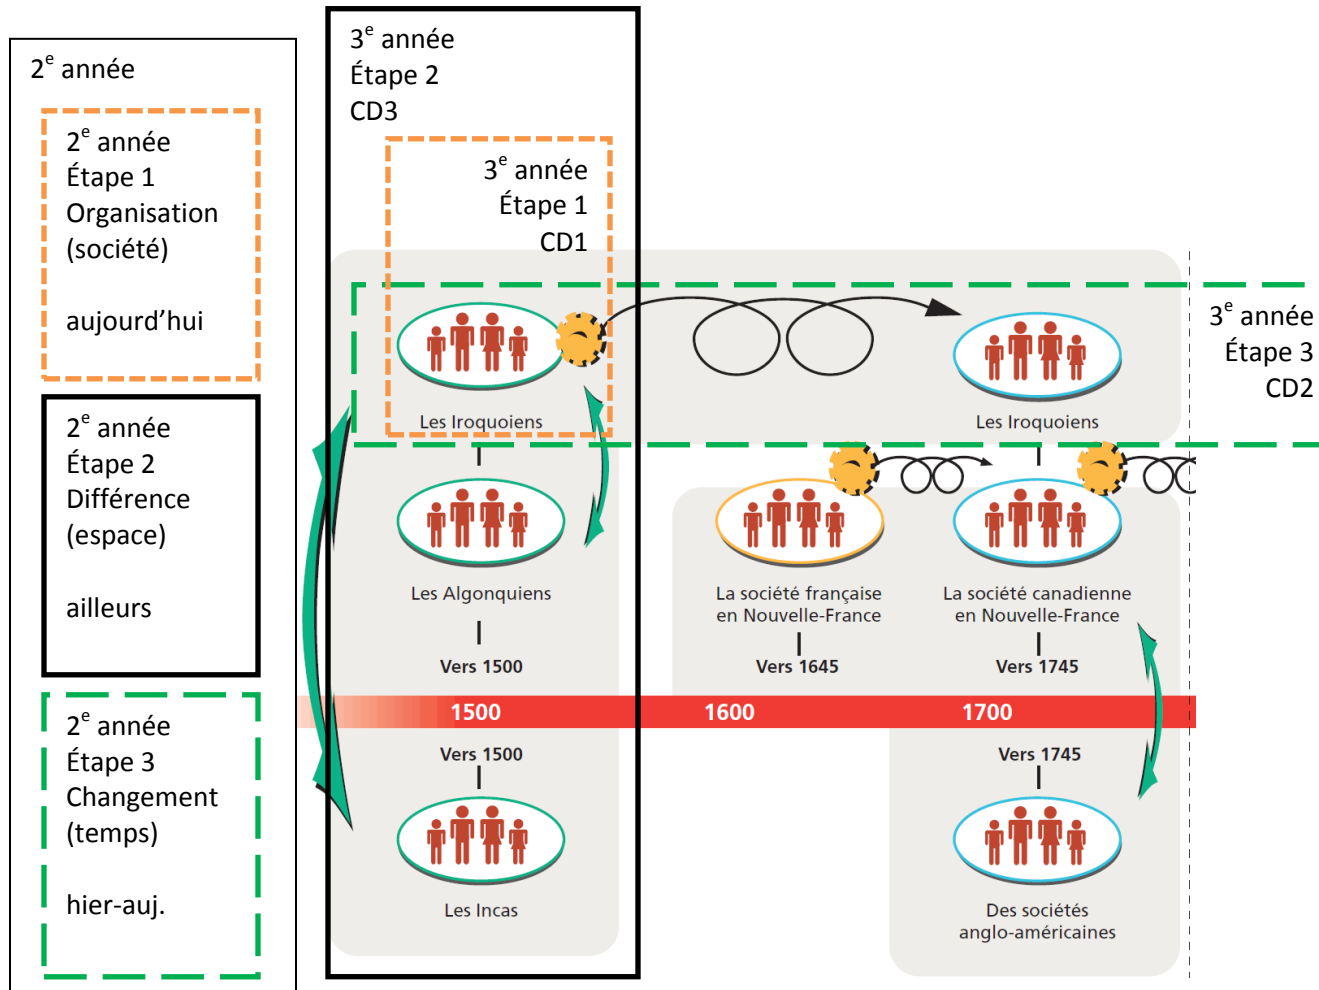 2e année
2e année
Étape 1
Organisation
(société)
aujourd’hui
2e année
Étape 2
Différence
(espace)
ailleurs
2e année
Étape 3
Changement
(temps)
hier-auj.
3e année
Étape 2
CD3
3e année
Étape 1
CD1
3e année
Étape 3
CD2
Les Iroquoiens
Les Iroquoiens
Les Algonquiens
La société française
en Nouvelle-France
La société canadienne
en Nouvelle-France
Vers 1500
Vers 1645
Vers 1745
1500
1600
1700
Vers 1500
Vers 1745
Les Incas
Des sociétés
anglo-américaines